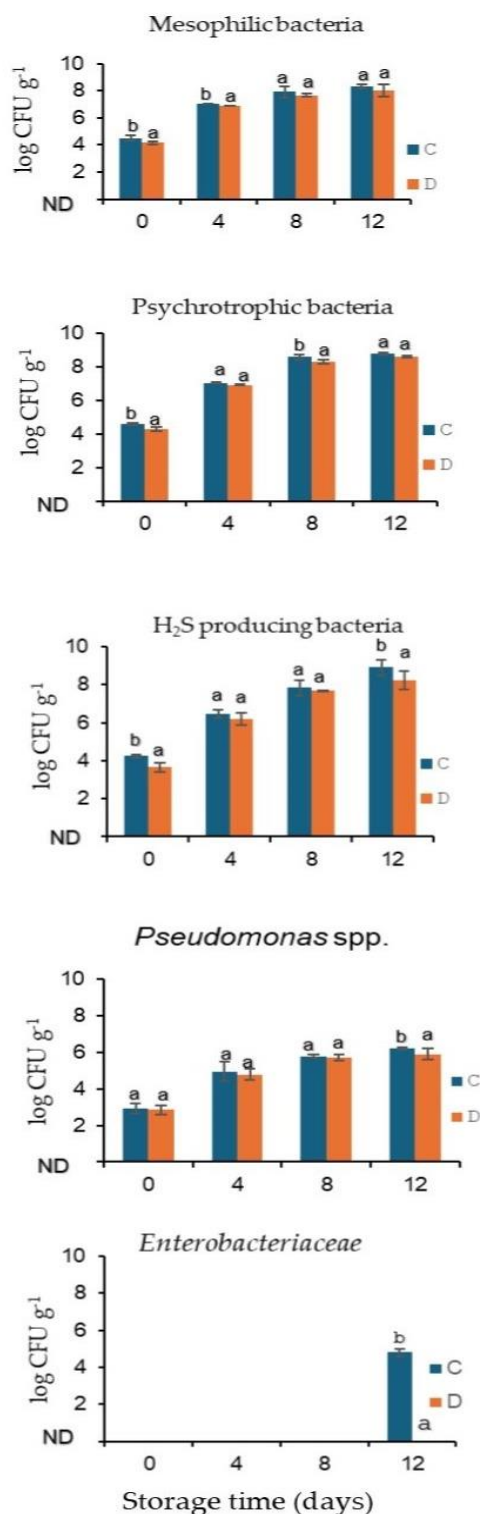 Mesophilic bacteria
log CFU g-1
10
8
6
4
2
ND
b a b a a a a a
C
D
0 4 8 12
Psychrotrophic bacteria
log CFU g-1
10
8
6
4
2
ND
b a a a b a a a
C
D
0 4 8 12
H₂S producing bacteria
log CFU g-1
10
8
6
4
2
ND
b a a a a a b a
C
D
0 4 8 12
Pseudomonas spp.
log CFU g-1
10
8
6
4
2
ND
a a a a a a b a
C
D
0 4 8 12
Enterobacteriaceae
log CFU g-1
10
8
6
4
2
ND
b
a
C
D
0 4 8 12
Storage time (days)